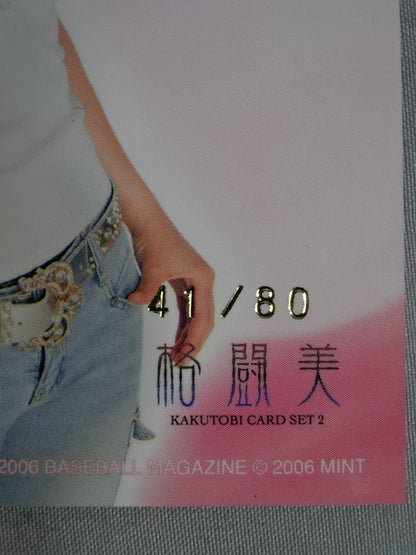 41/80
格闘美
KAKUTOBI CARD SET 2
2006 BASEBALL MAGAZINE © 2006 MINT